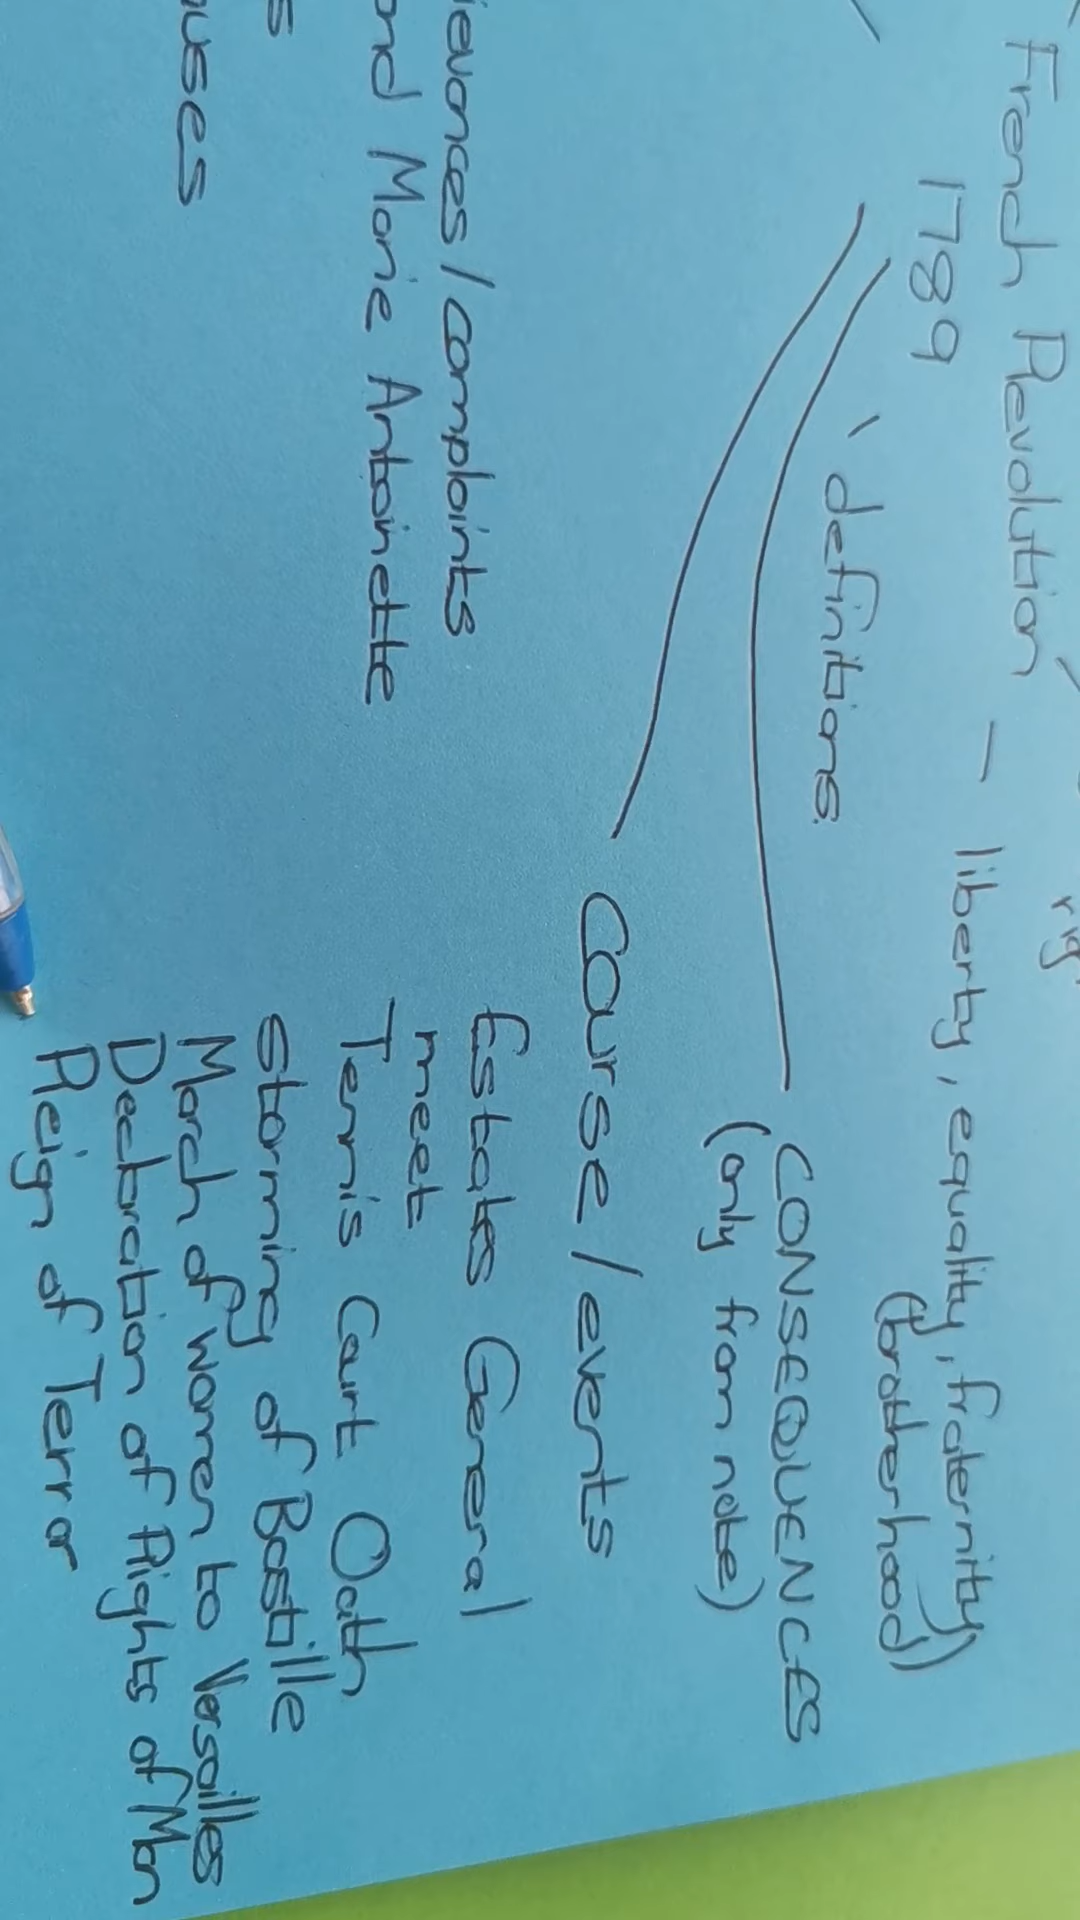 French Revolution - liberty, equality, fraternity
1789 (brotherhood)
definitions.
CONSEQUENCES
(only from note)
Course / events
Estates General
meet
Tennis Court Oath
Storming of Bastille
March of women to Versailles
Declaration of Rights of Man
Reign of Terror
complaints
and Marie Antoinette